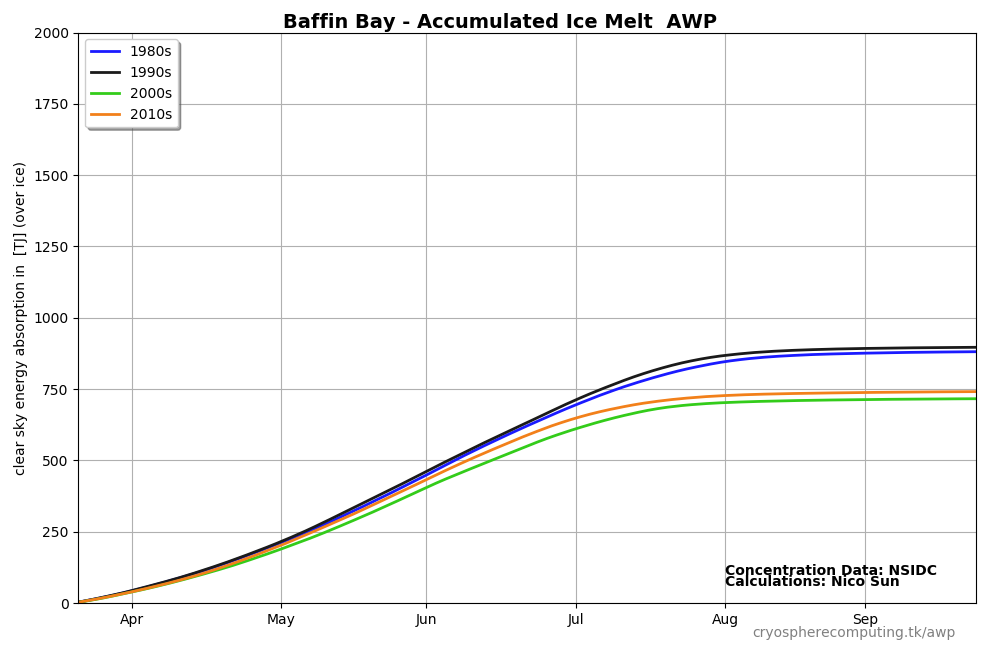 Baffin Bay - Accumulated Ice Melt  AWP
2000
1750
1500
1250
1000
750
500
250
0
clear sky energy absorption in  [TJ] (over ice)
1980s
1990s
2000s
2010s
Concentration Data: NSIDC
Calculations: Nico Sun
Apr
May
Jun
Jul
Aug
Sep
cryospherecomputing.tk/awp